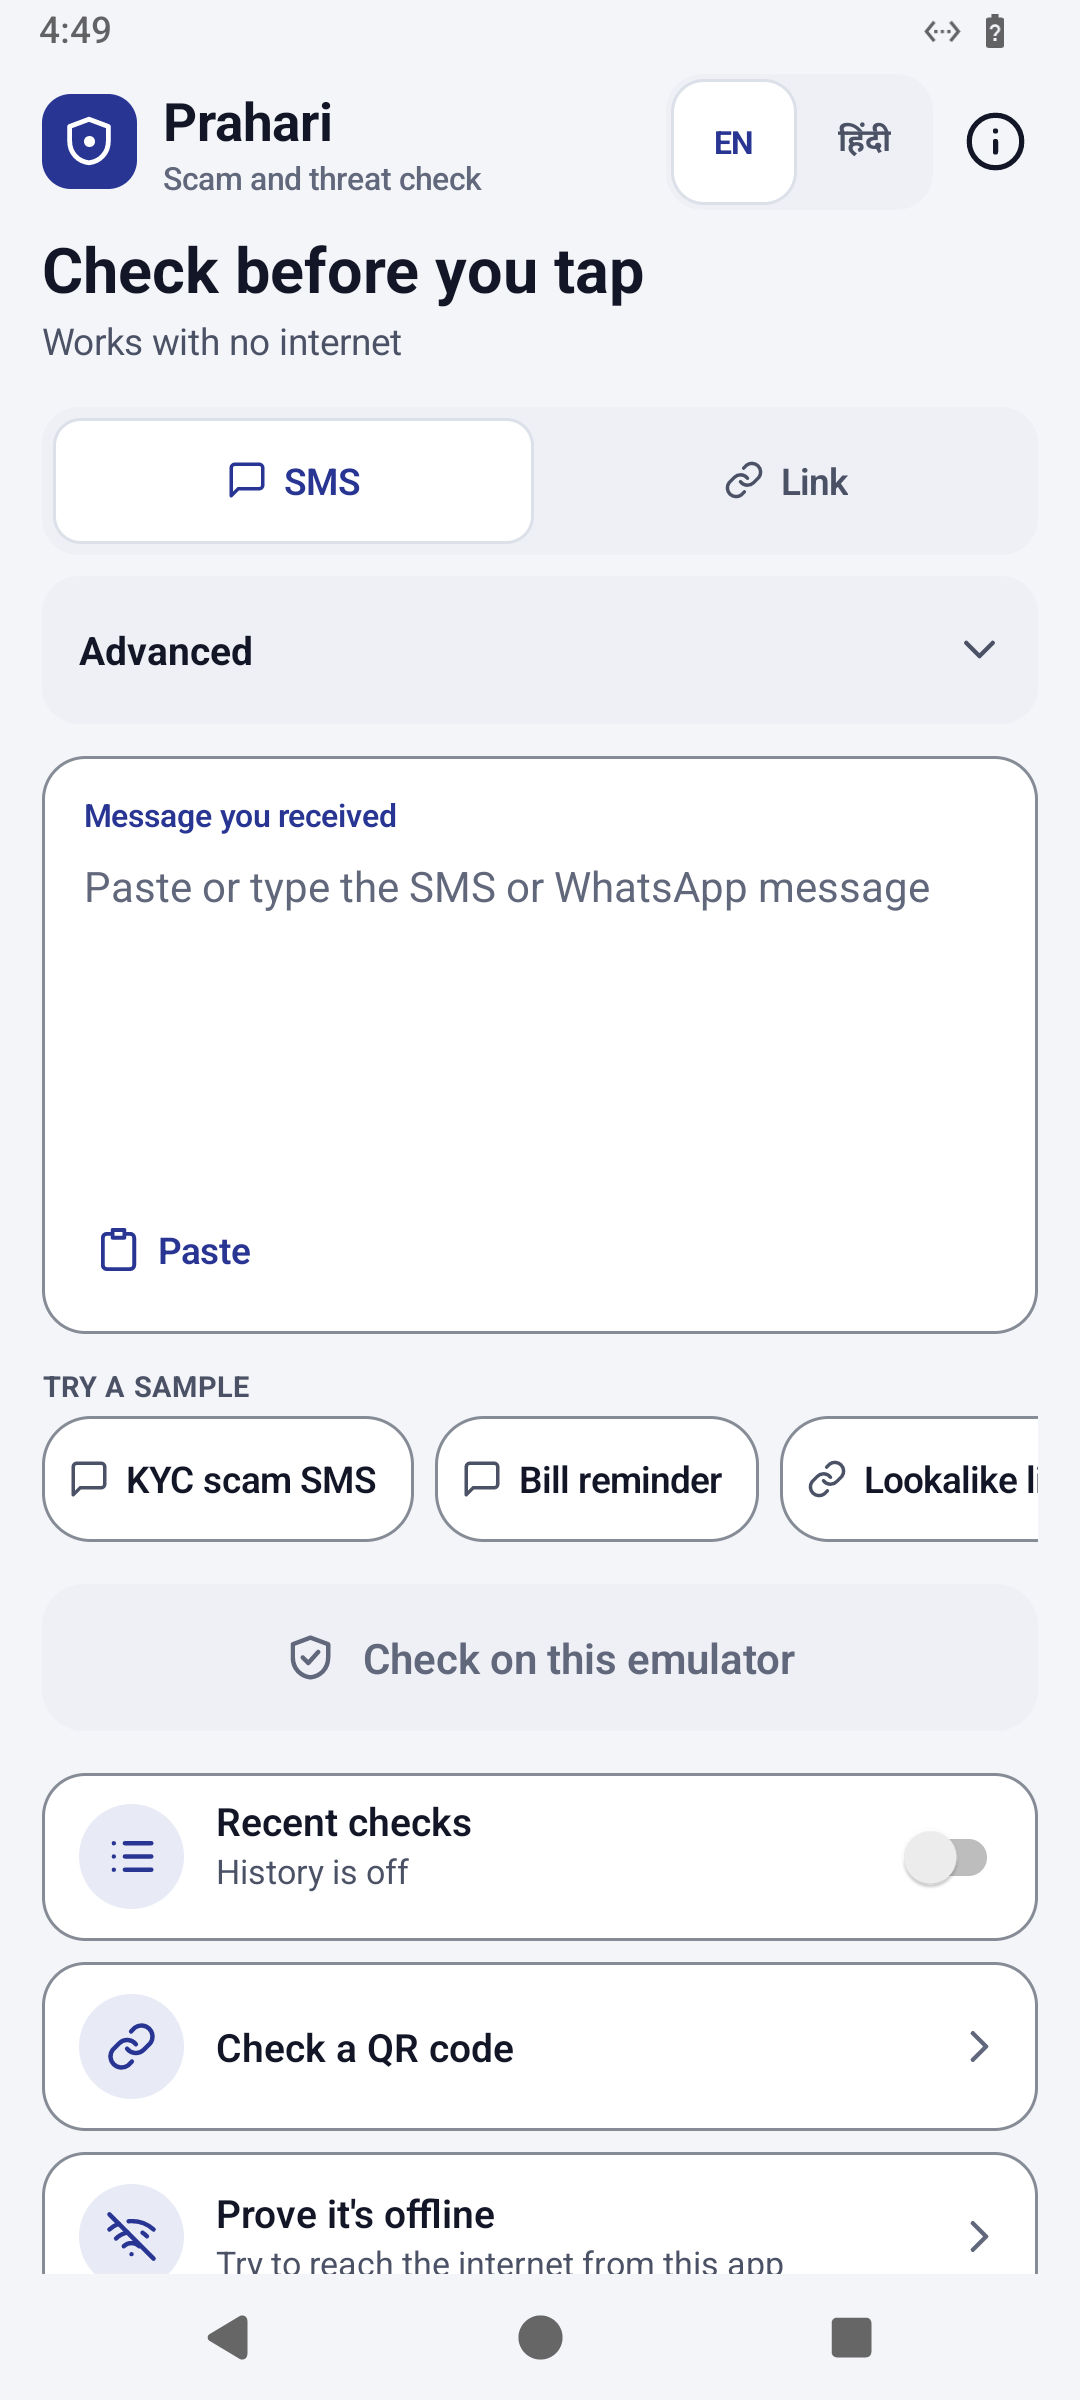 4:49
Prahari
Scam and threat check
EN
हिंदी
Check before you tap
Works with no internet
SMS
Link
Advanced
Message you received
Paste or type the SMS or WhatsApp message
Paste
TRY A SAMPLE
KYC scam SMS
Bill reminder
Lookalike li
Check on this emulator
Recent checks
History is off
Check a QR code
Prove it's offline
Try to reach the internet from this app